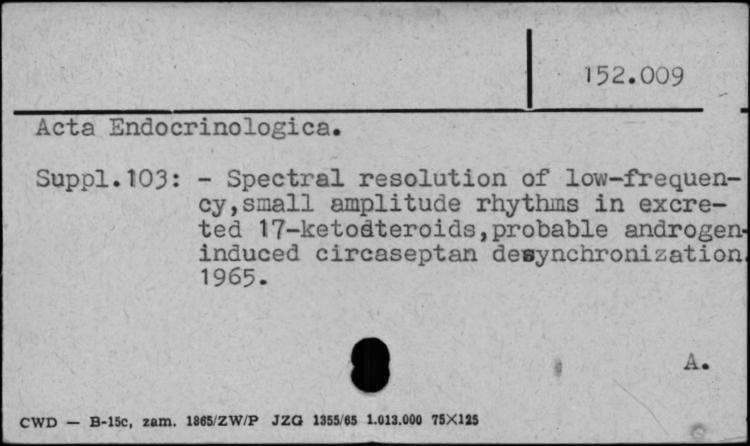 152.009
Acta Endocrinologica.
Suppl.103: - Spectral resolution of low-frequen-
cy,small amplitude rhythms in excre-
ted 17-ketosteroids,probable androgen-
induced circaseptan desynchronization.
1965.
A.
CWD — B-15c, zam. 1865/ZW/P JZG 1355/65 1.013.000 75X125